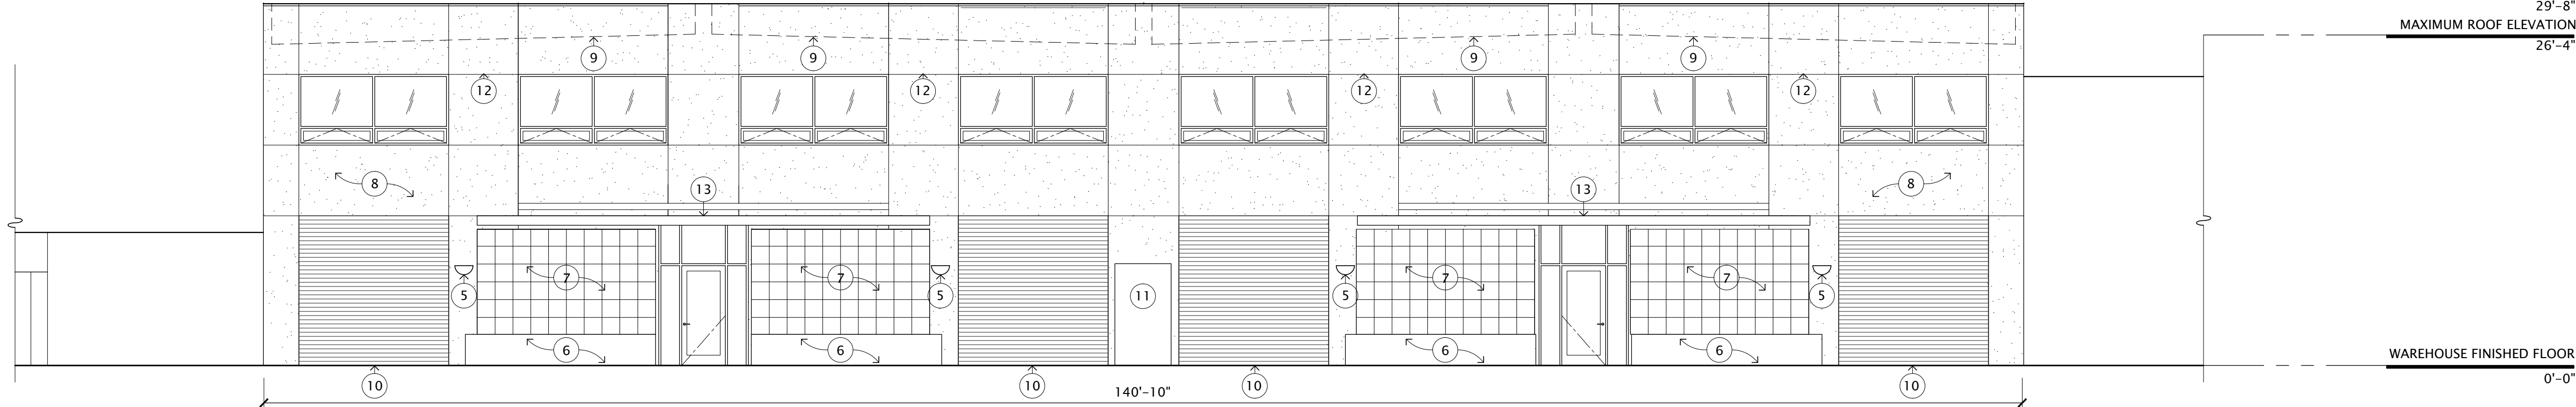 29'-8"
MAXIMUM ROOF ELEVATION
26'-4"
9 9 9 9
12 12 12 12
8 13 13 8
7 7 7 7
5 5 11 5 5
6 6 6 6
WAREHOUSE FINISHED FLOOR
0'-0"
10 10 10 10
140'-10"